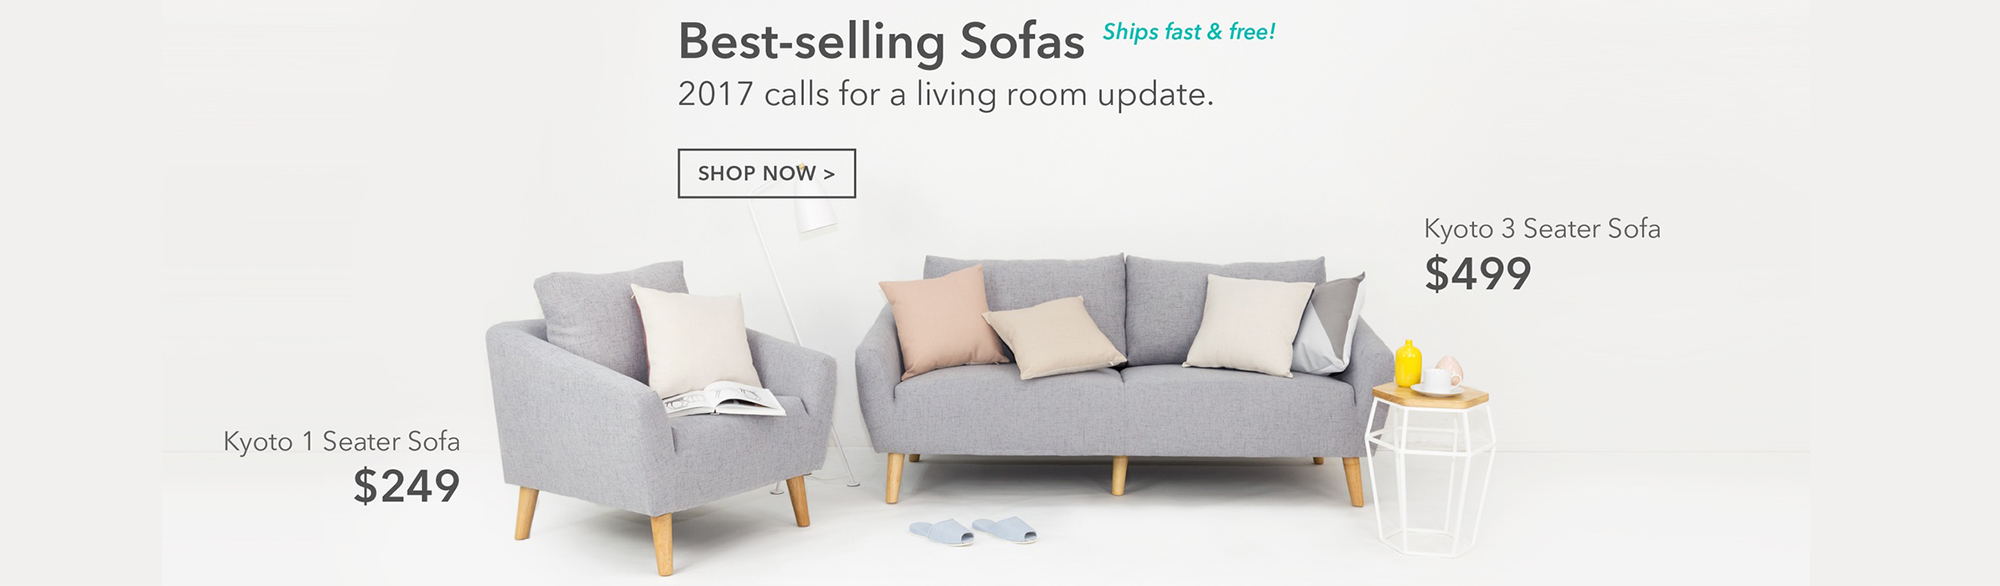 Best-selling Sofas Ships fast & free!
2017 calls for a living room update.
SHOP NOW >
Kyoto 3 Seater Sofa
$499
Kyoto 1 Seater Sofa
$249